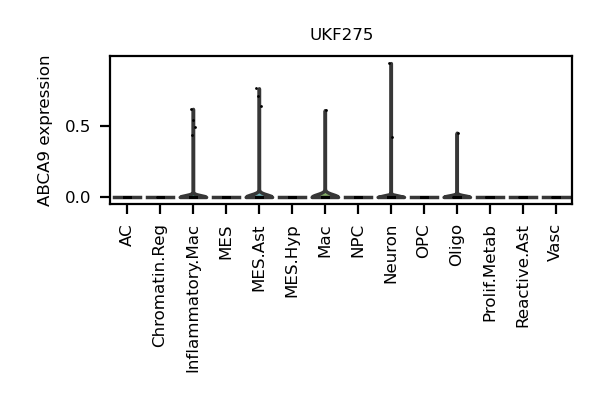 UKF275
ABCA9 expression
0.5
0.0
AC
Chromatin.Reg
Inflammatory.Mac
MES
MES.Ast
MES.Hyp
Mac
NPC
Neuron
OPC
Oligo
Prolif.Metab
Reactive.Ast
Vasc